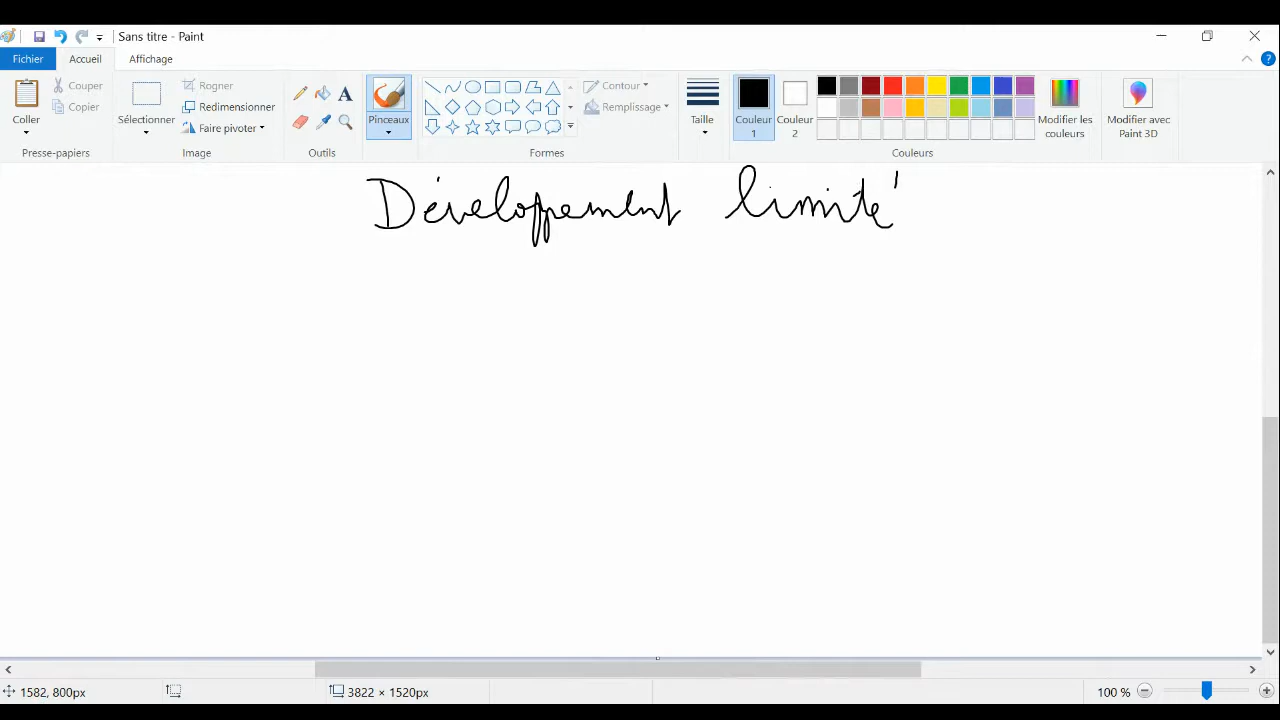 Sans titre - Paint
Fichier Accueil Affichage
Coller
Couper
Copier
Presse-papiers
Sélectionner
Rogner
Redimensionner
Faire pivoter
Image
Outils
Pinceaux
Contour
Remplissage
Formes
Taille
Couleur 1
Couleur 2
Modifier les couleurs
Couleurs
Modifier avec Paint 3D
Développement limité
1582, 800px 3822 × 1520px 100 %